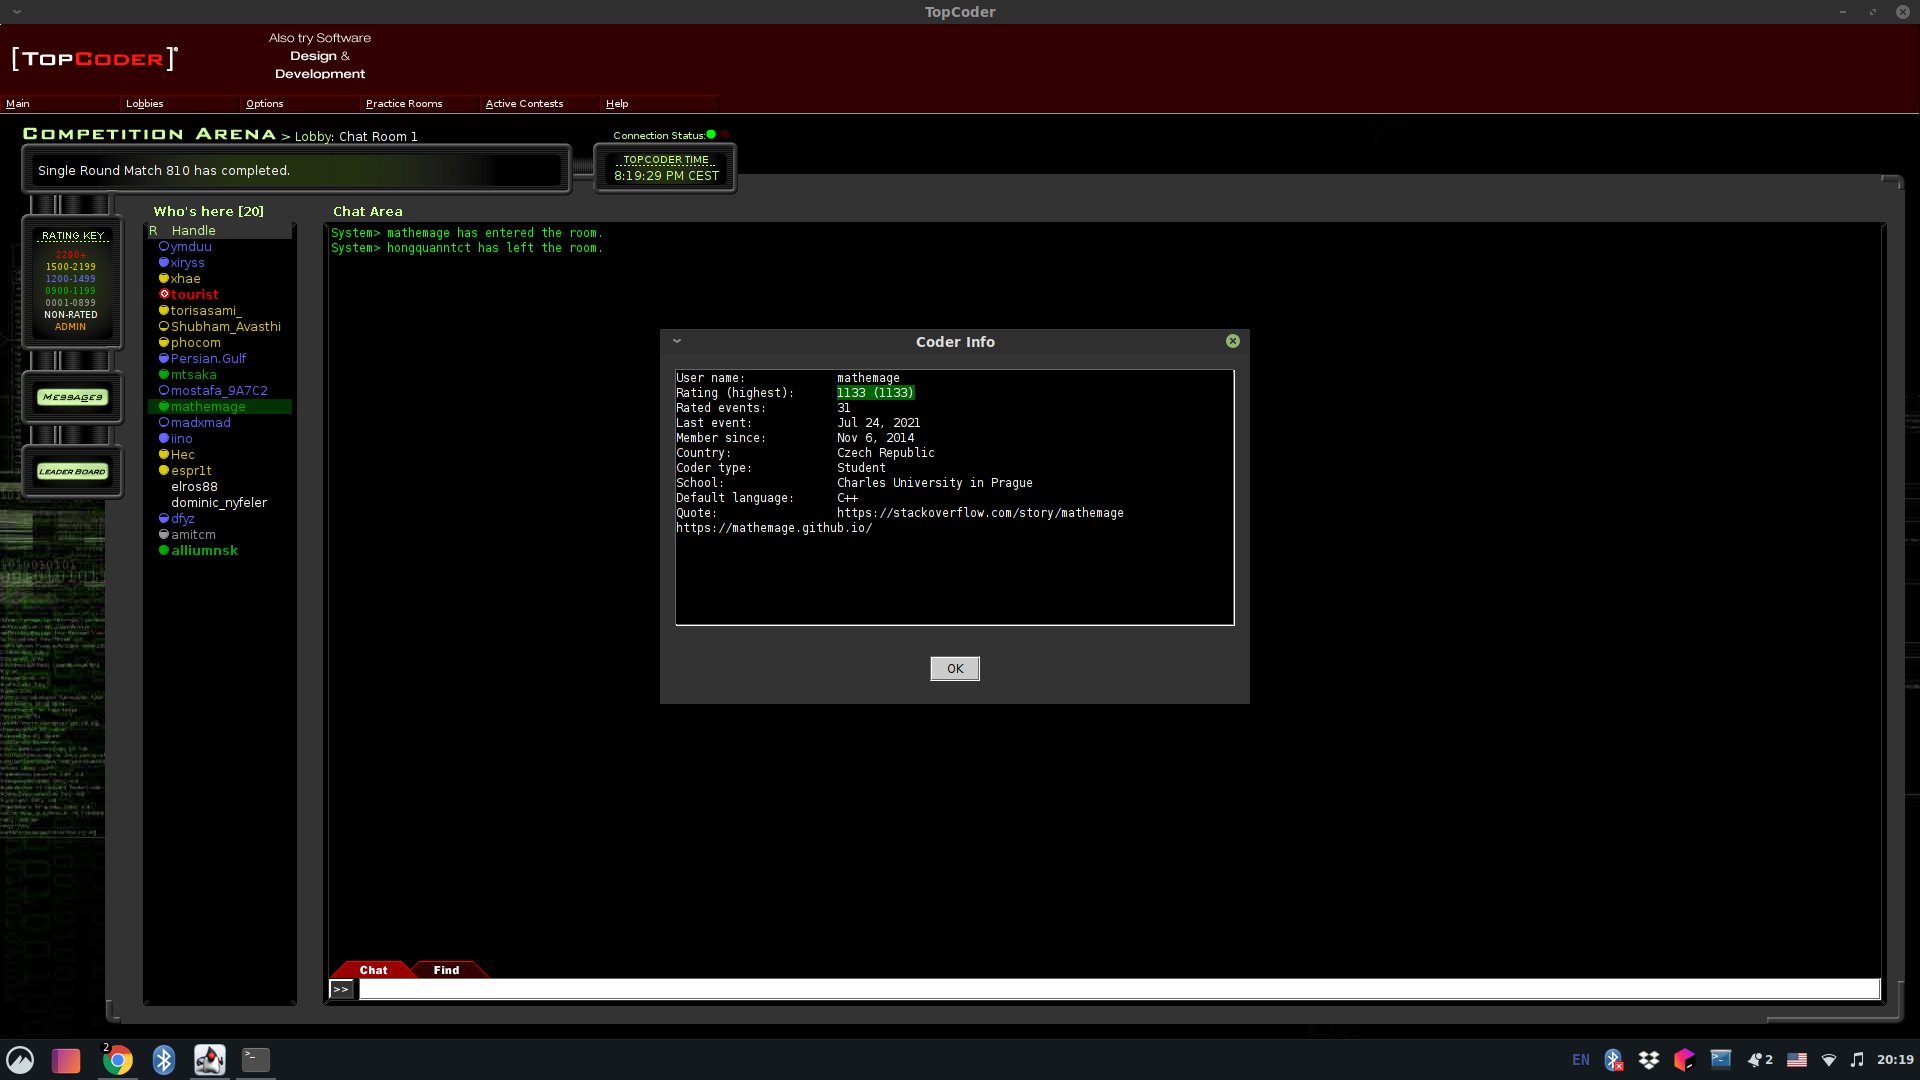 TopCoder
[TOPCODER]®
Also try Software
Design &
Development
Main
Lobbies
Options
Practice Rooms
Active Contests
Help
COMPETITION ARENA > Lobby: Chat Room 1
Connection Status:
Single Round Match 810 has completed.
TOPCODER TIME
8:19:29 PM CEST
RATING KEY
2200+
1500-2199
1200-1499
0900-1199
0001-0899
NON-RATED
ADMIN
MESSAGES
LEADER BOARD
Who's here [20]
R Handle
ymduu
xiryss
xhae
tourist
torisasami_
Shubham_Avasthi
phocom
Persian.Gulf
mtsaka
mostafa_9A7C2
mathemage
madxmad
iino
Hec
espr1t
elros88
dominic_nyfeler
dfyz
amitcm
alliumnsk
Chat Area
System> mathemage has entered the room.
System> hongquanntct has left the room.
Coder Info
User name: mathemage
Rating (highest): 1133 (1133)
Rated events: 31
Last event: Jul 24, 2021
Member since: Nov 6, 2014
Country: Czech Republic
Coder type: Student
School: Charles University in Prague
Default language: C++
Quote: https://stackoverflow.com/story/mathemage
https://mathemage.github.io/
OK
Chat
Find
>>
2
EN
2
20:19